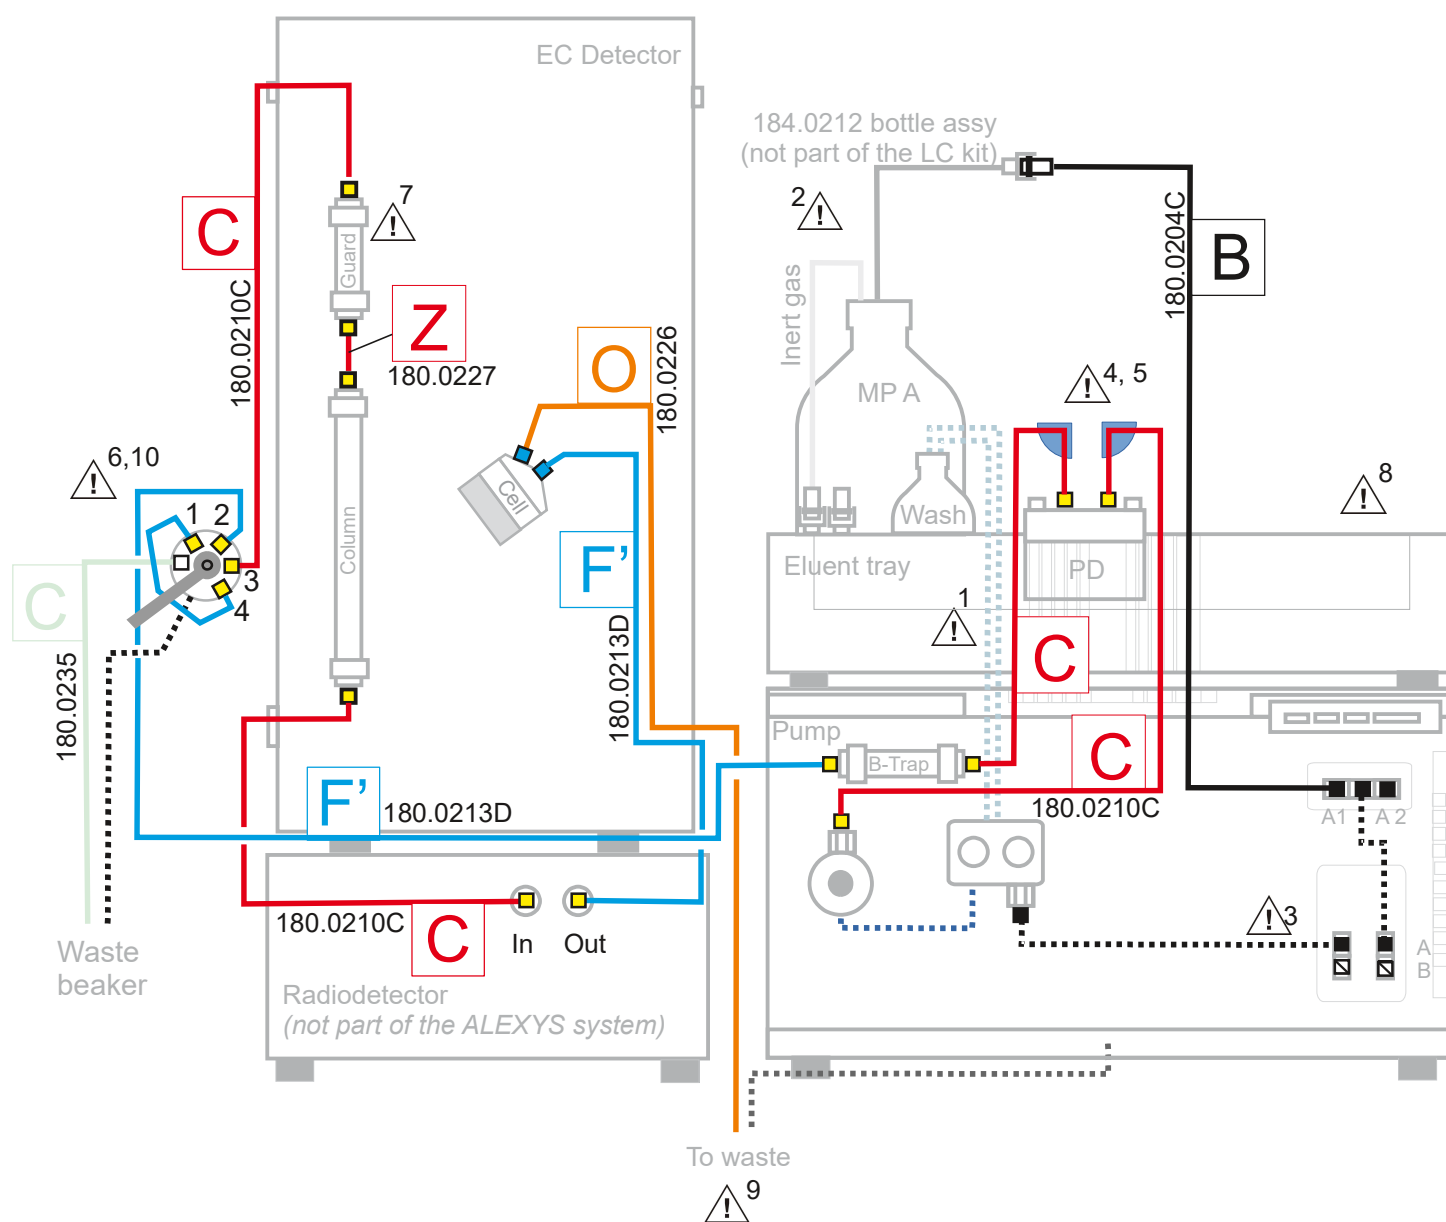 EC Detector
184.0212 bottle assy
(not part of the LC kit)
7
2
C
Guard
180.0210C
Inert gas
180.0204C
B
Z
180.0227
O
180.0226
MP A
4, 5
6,10
1
2
3
4
Column
Cell
Wash
8
F’
Eluent tray
PD
C
1
180.0235
180.0213D
C
Pump
B-Trap
C
180.0210C
F’
180.0213D
A1
A 2
180.0210C
C
In
Out
3
A
B
Waste
beaker
Radiodetector
(not part of the ALEXYS system)
To waste
9